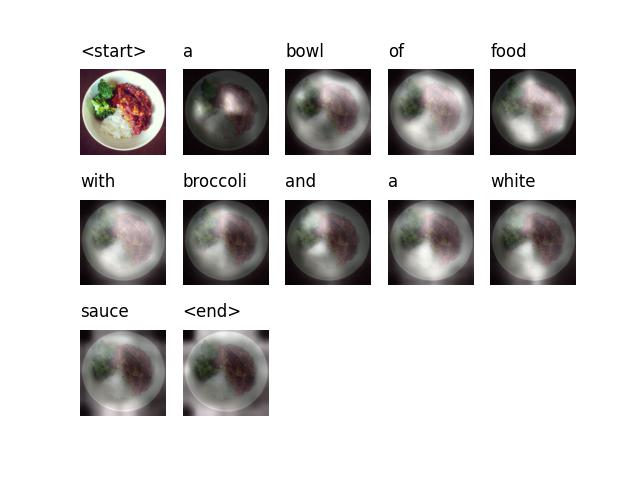 <start> a bowl of food
with broccoli and a white
sauce <end>